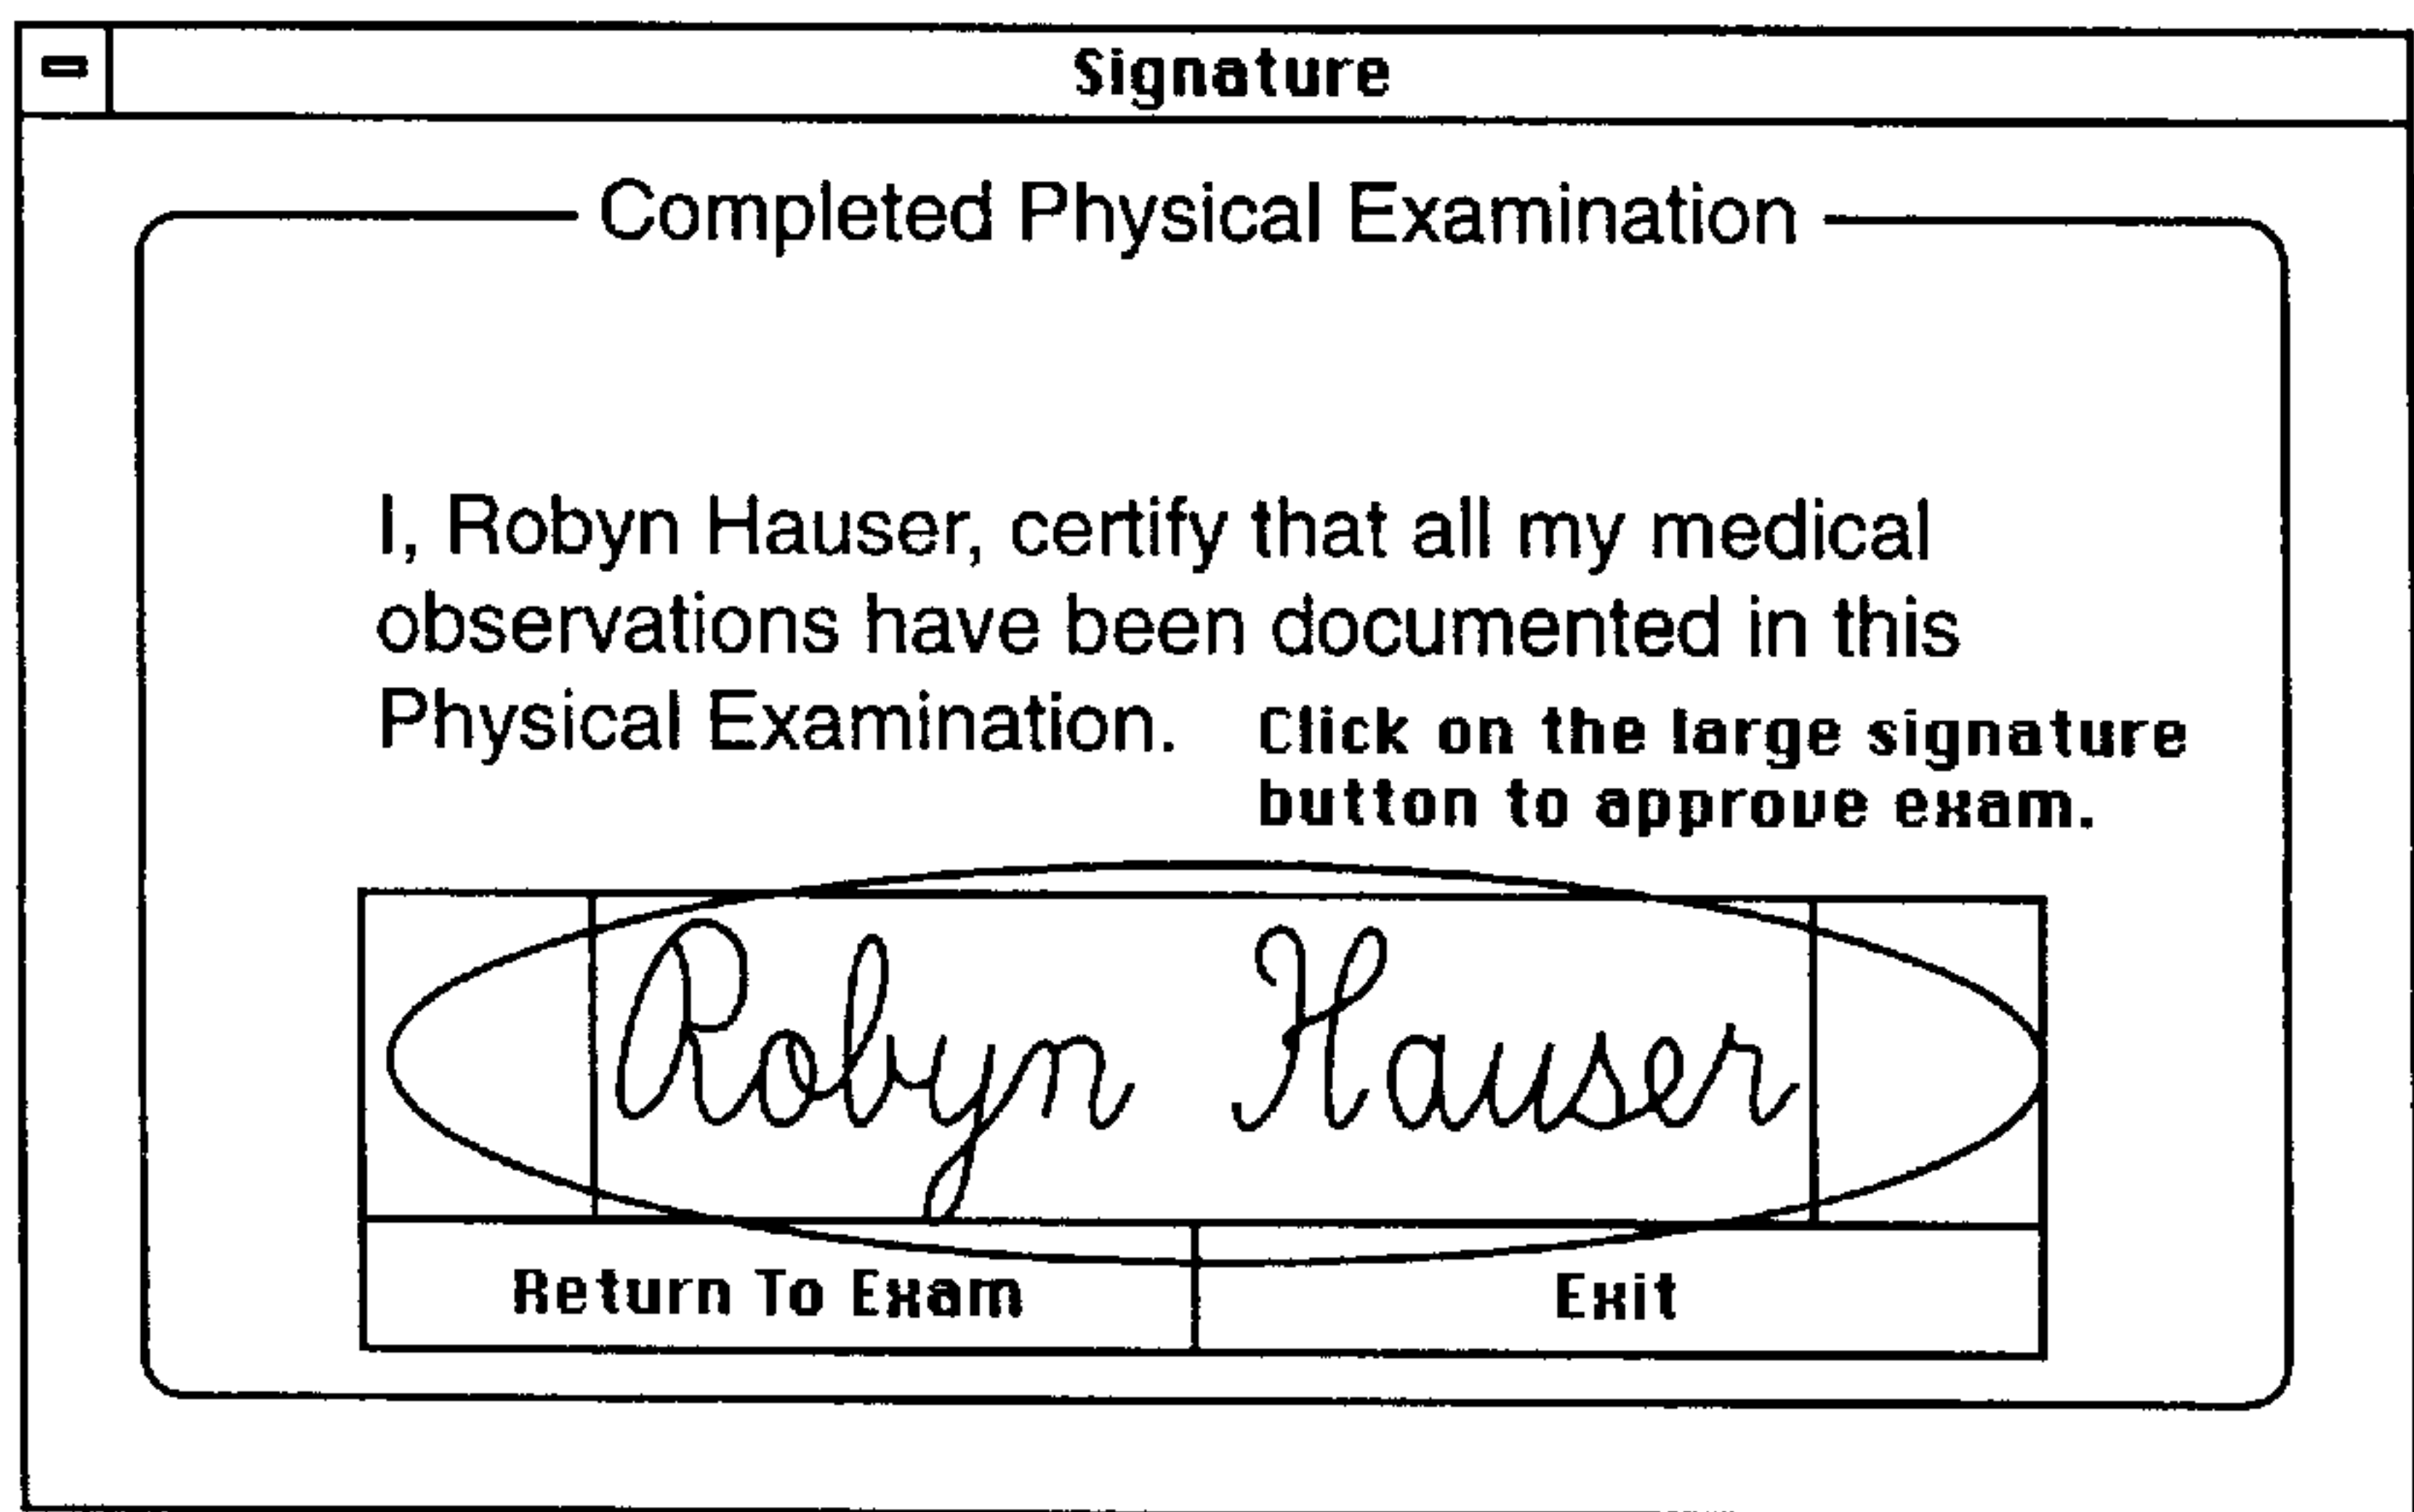 Signature
Completed Physical Examination
I, Robyn Hauser, certify that all my medical
observations have been documented in this
Physical Examination.
Click on the large signature
button to approve exam.
Robyn Hauser
Return To Exam
Exit